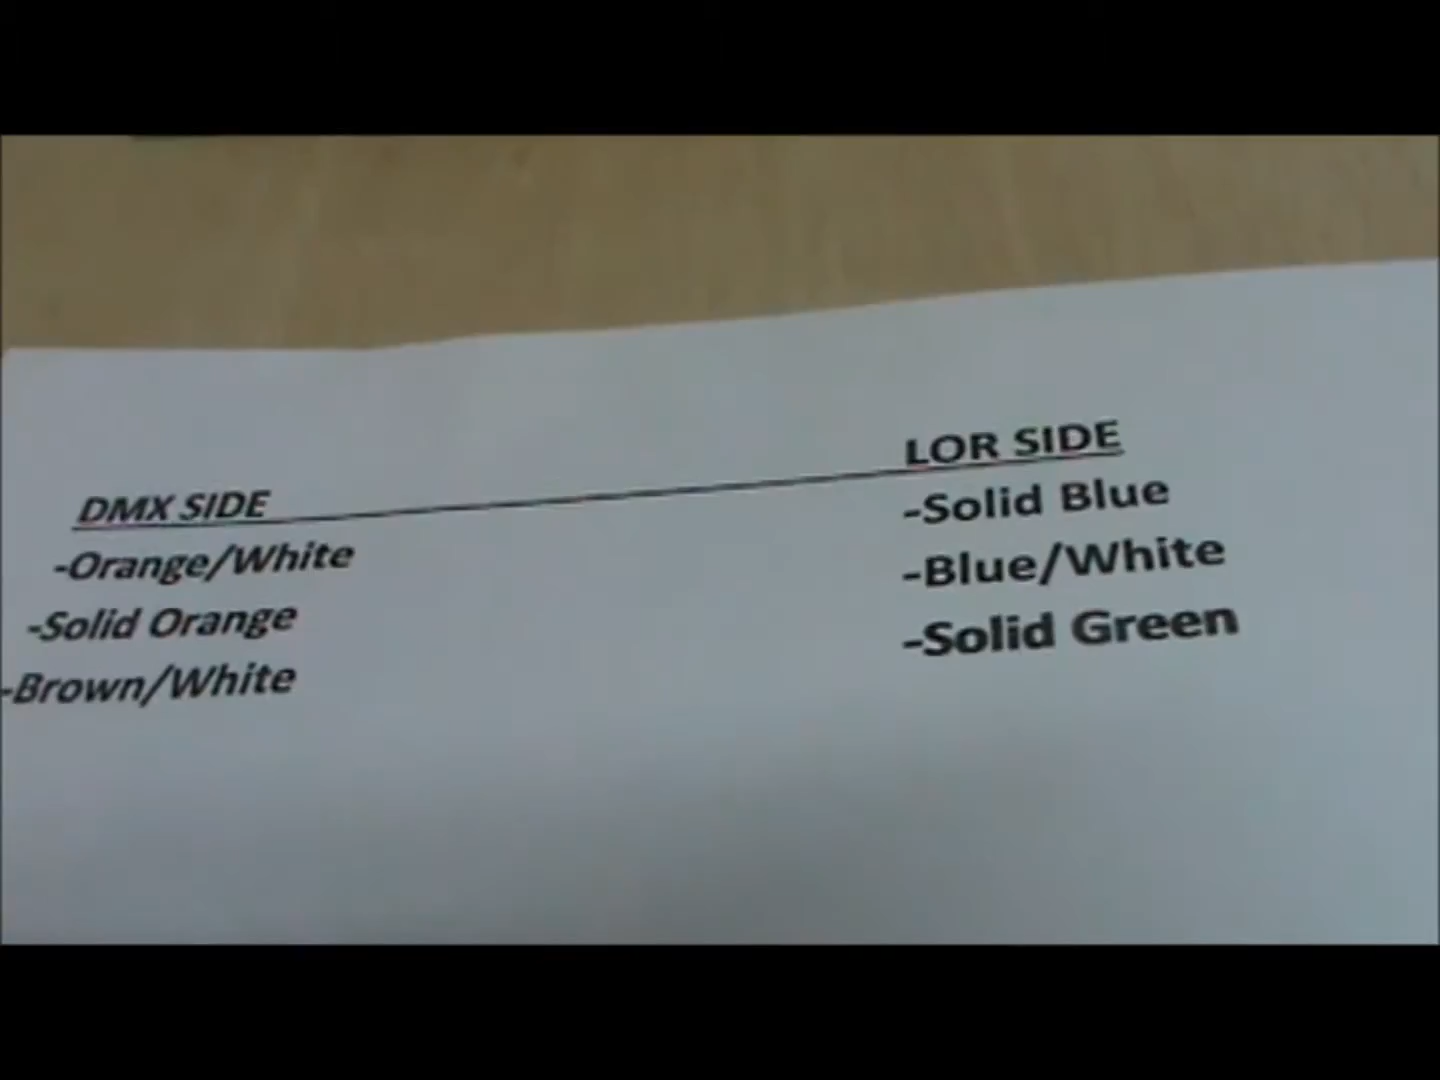 DMX SIDE LOR SIDE
-Orange/White -Solid Blue
-Solid Orange -Blue/White
-Brown/White -Solid Green